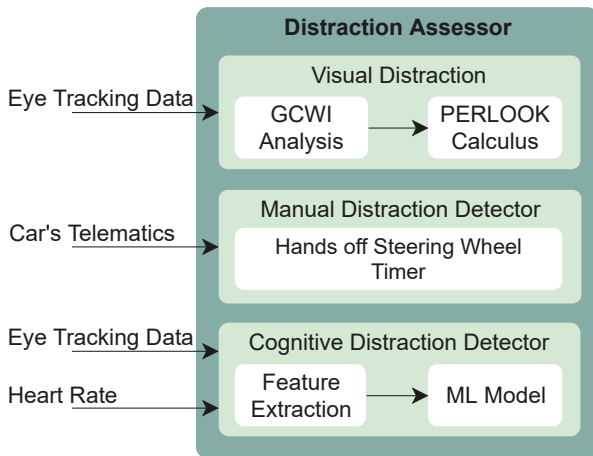 Distraction Assessor
Visual Distraction
Eye Tracking Data
GCWI
Analysis
PERLOOK
Calculus
Manual Distraction Detector
Car's Telematics
Hands off Steering Wheel
Timer
Eye Tracking Data
Cognitive Distraction Detector
Heart Rate
Feature
Extraction
ML Model